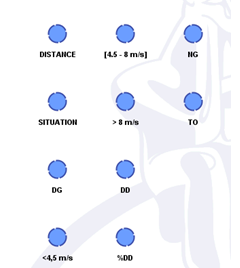 DISTANCE [4.5 - 8 m/s] NG
SITUATION > 8 m/s TO
DG DD
<4,5 m/s %DD